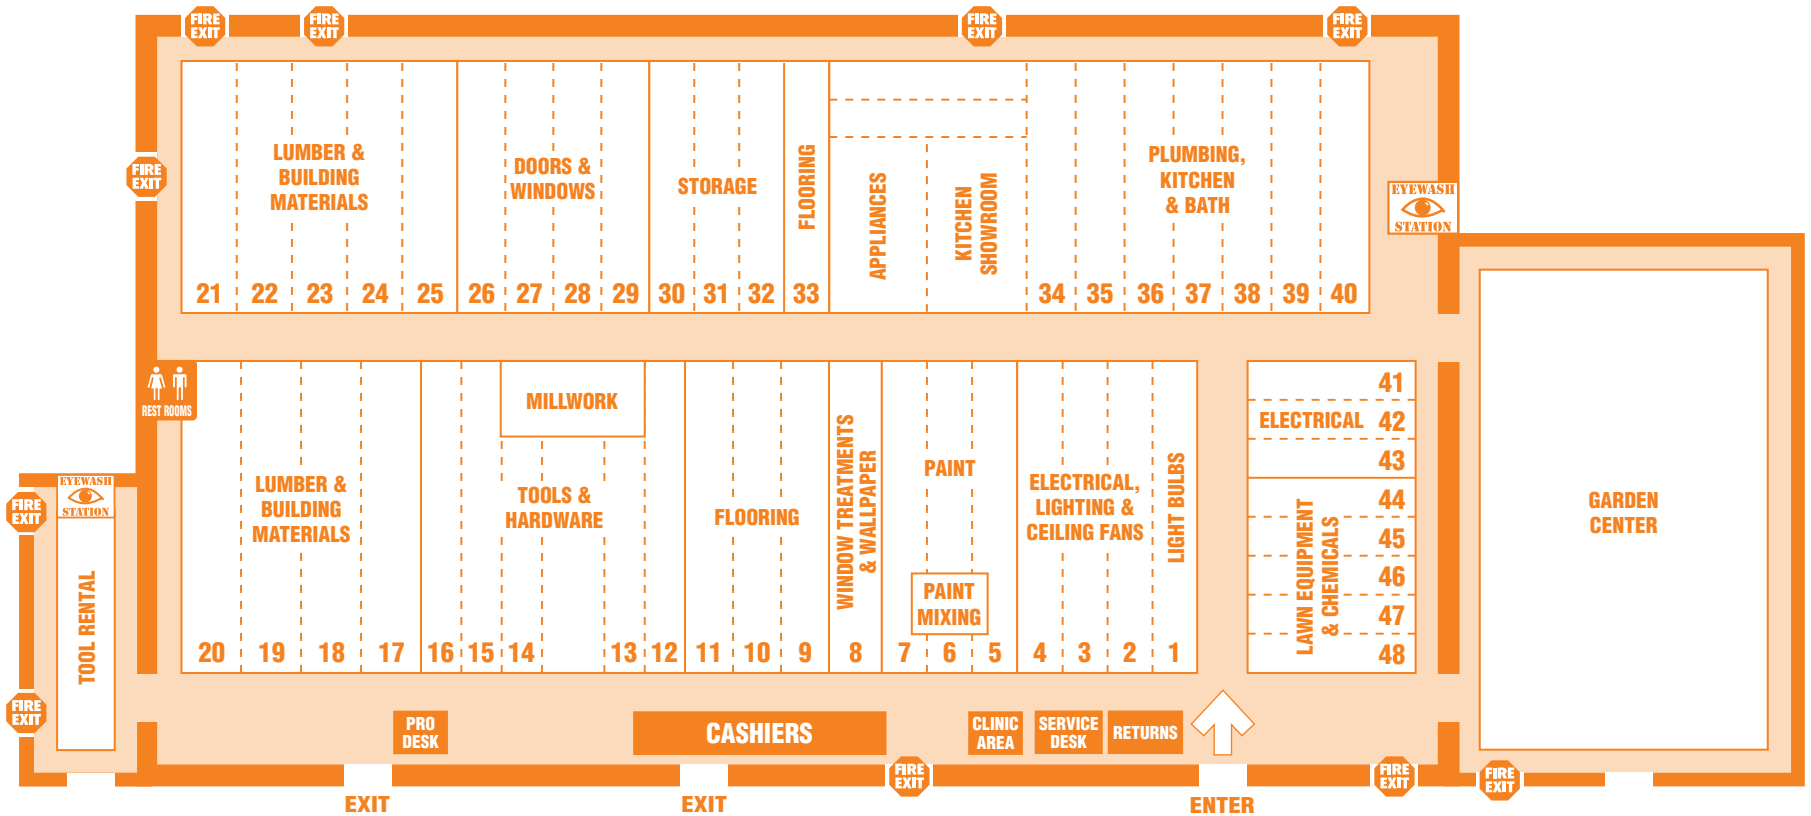 FIRE
EXIT
FIRE
EXIT
FIRE
EXIT
FIRE
EXIT
FIRE
EXIT
LUMBER &
BUILDING
MATERIALS
DOORS &
WINDOWS
STORAGE
FLOORING
APPLIANCES
KITCHEN
SHOWROOM
PLUMBING,
KITCHEN
& BATH
EYEWASH
STATION
21 22 23 24 25 26 27 28 29 30 31 32 33 34 35 36 37 38 39 40
REST ROOMS
MILLWORK
LUMBER &
BUILDING
MATERIALS
TOOLS &
HARDWARE
FLOORING
WINDOW TREATMENTS
& WALLPAPER
PAINT
PAINT
MIXING
ELECTRICAL,
LIGHTING &
CEILING FANS
LIGHT BULBS
20 19 18 17 16 15 14 13 12 11 10 9 8 7 6 5 4 3 2 1
41
ELECTRICAL 42
43
44
45
46
47
48
LAWN EQUIPMENT
& CHEMICALS
GARDEN
CENTER
EYEWASH
STATION
FIRE
EXIT
TOOL RENTAL
FIRE
EXIT
PRO
DESK
CASHIERS
CLINIC
AREA
SERVICE
DESK
RETURNS
FIRE
EXIT
FIRE
EXIT
FIRE
EXIT
EXIT
EXIT
ENTER